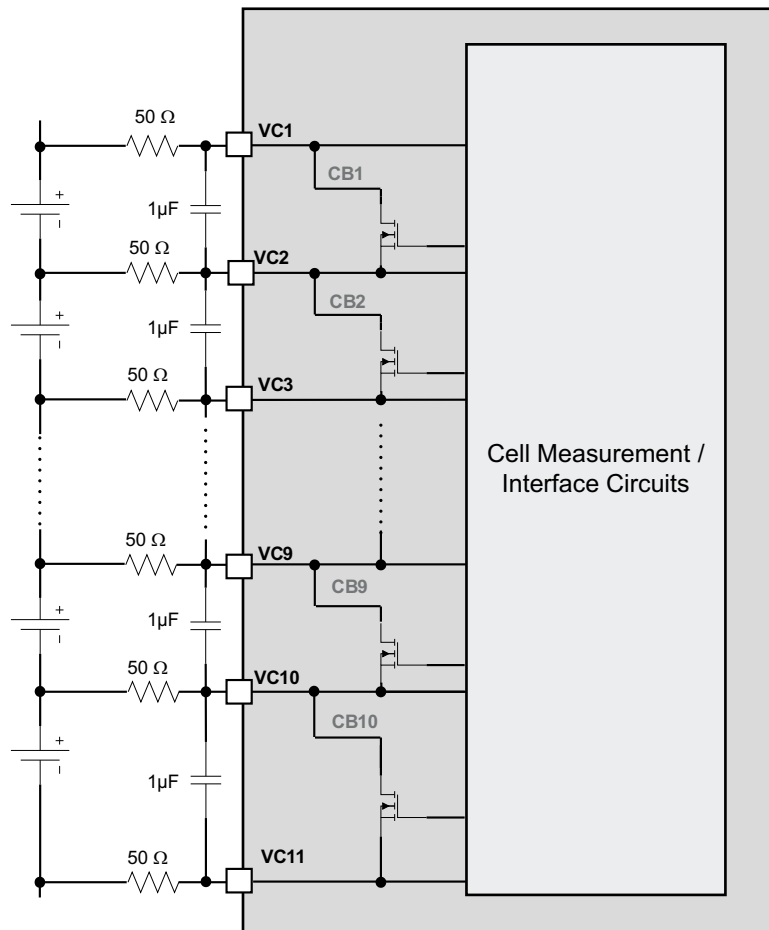 50 Ω
VC1
CB1
+
1µF
−
50 Ω
VC2
CB2
+
1µF
−
50 Ω
VC3
Cell Measurement /
Interface Circuits
50 Ω
VC9
CB9
+
1µF
−
50 Ω
VC10
CB10
+
−
1µF
50 Ω
VC11